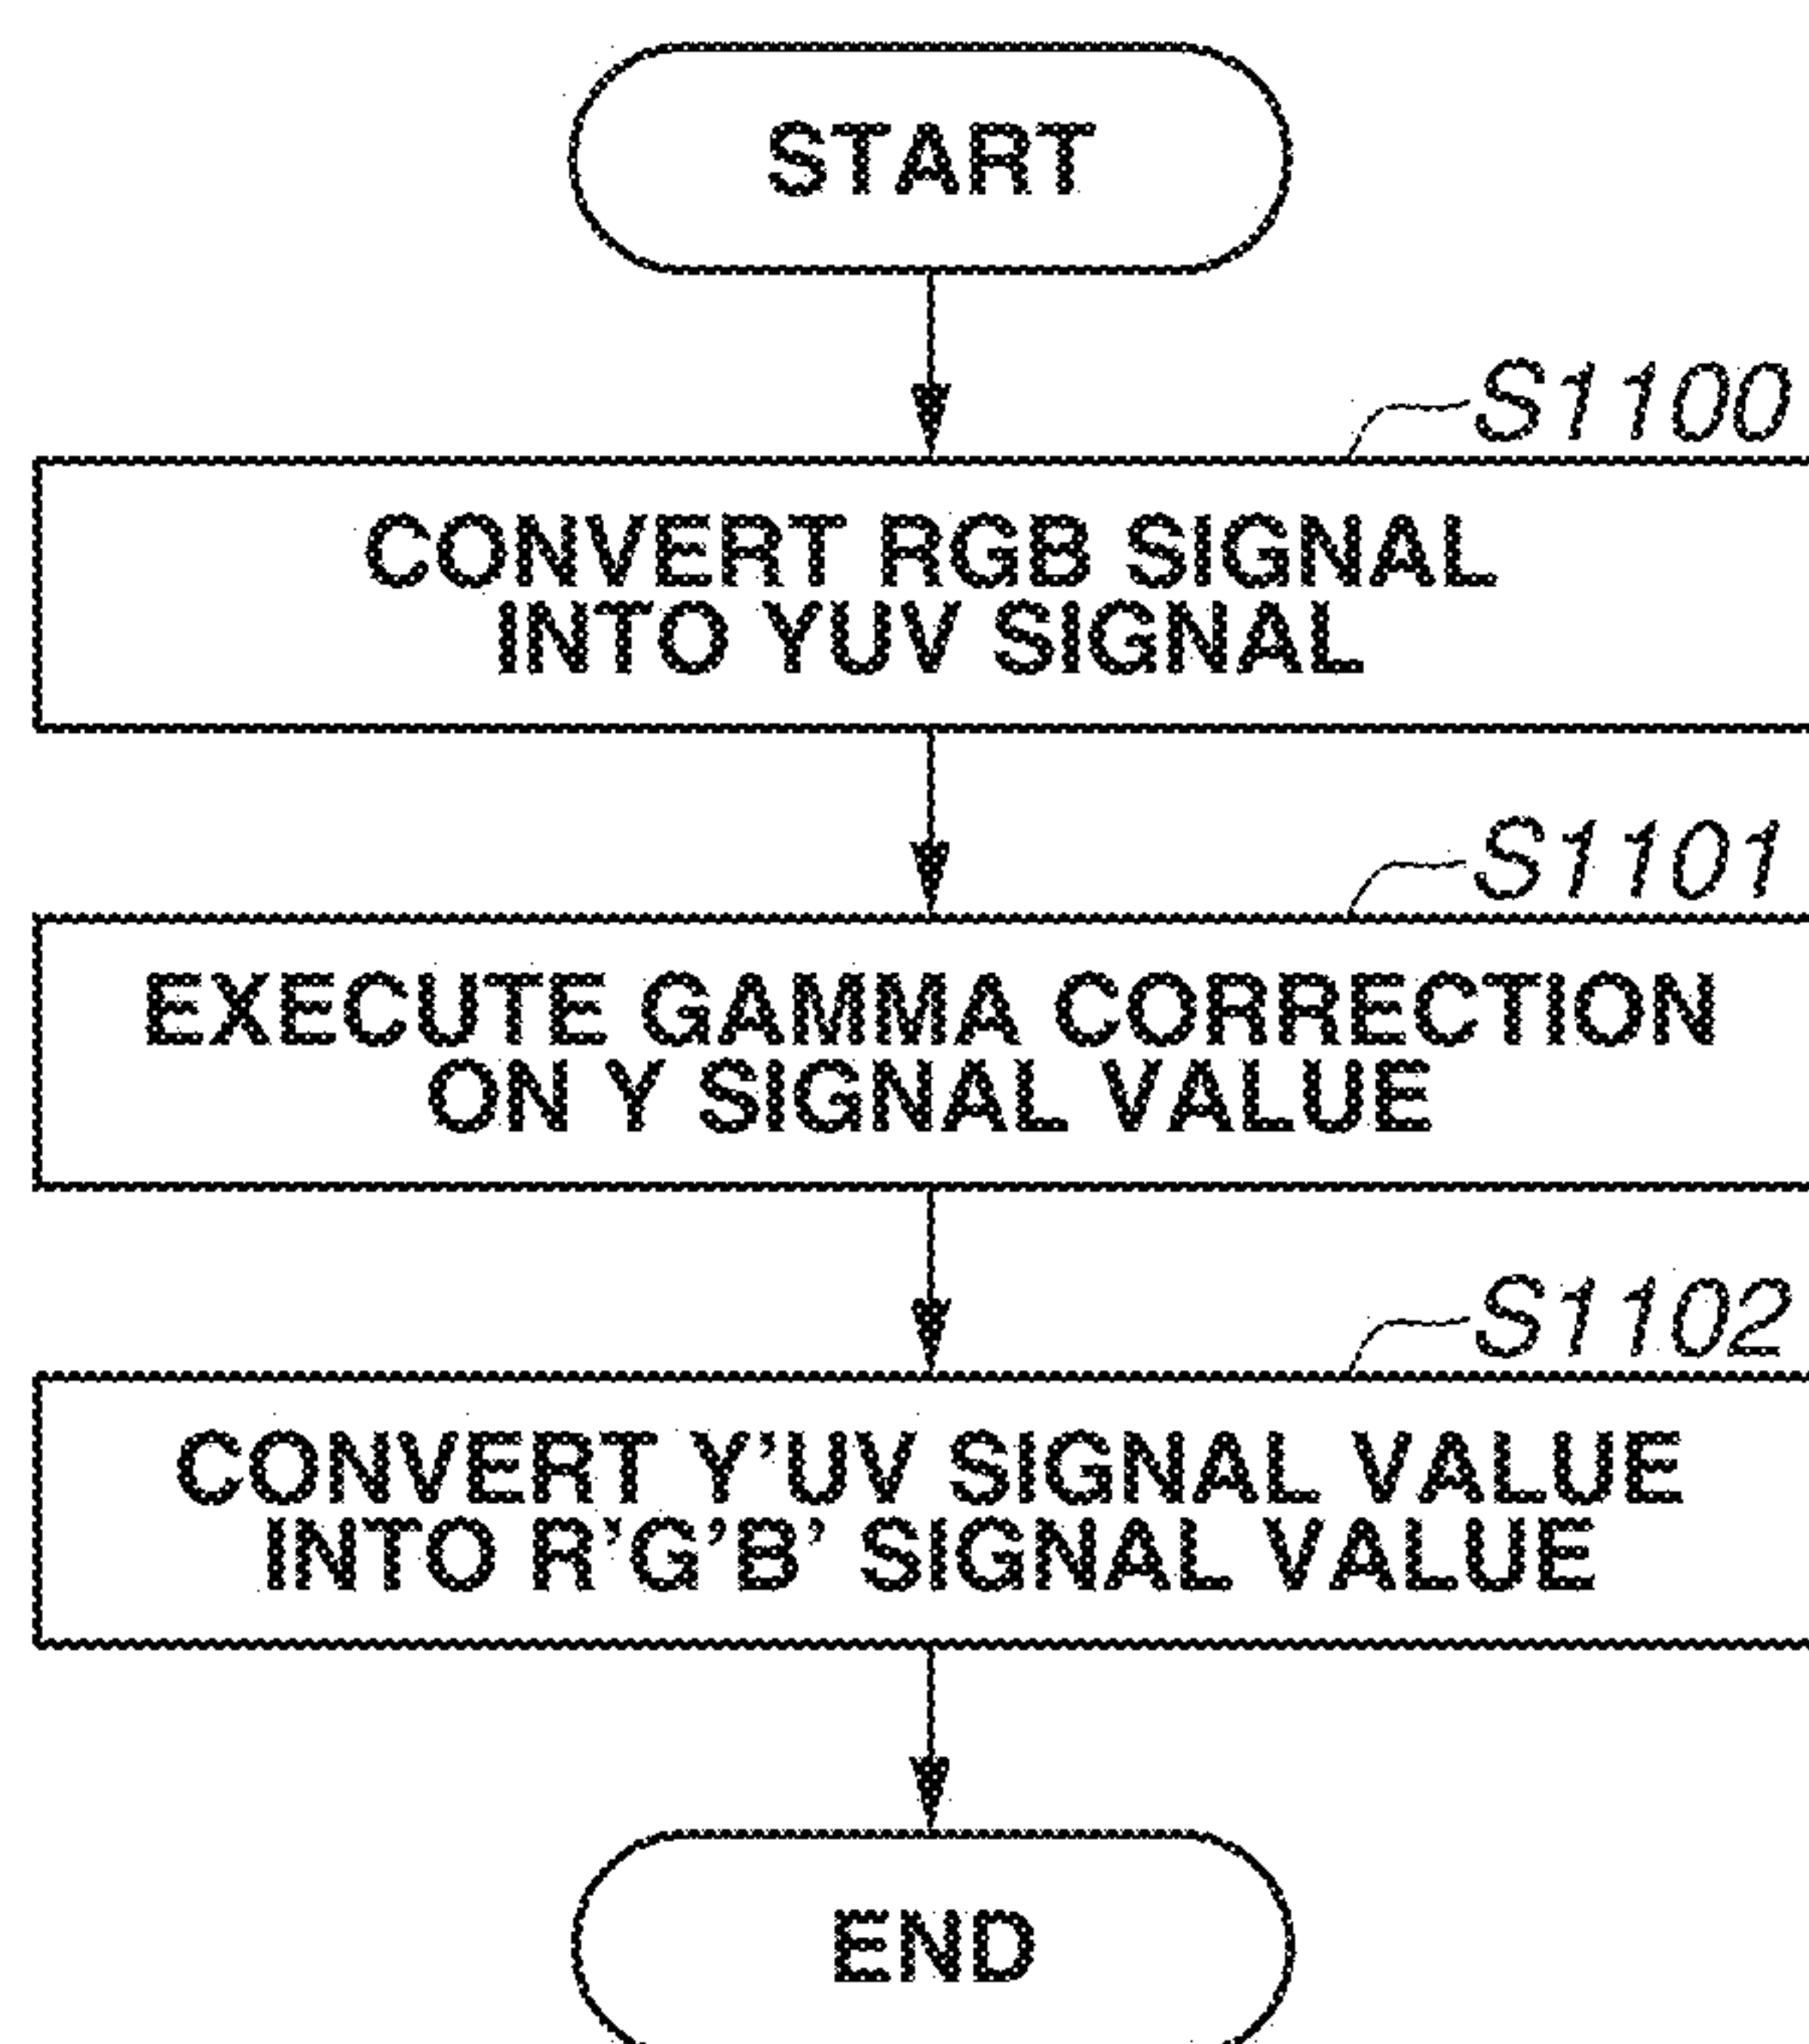 START
S1100
CONVERT RGB SIGNAL
INTO YUV SIGNAL
S1101
EXECUTE GAMMA CORRECTION
ON Y SIGNAL VALUE
S1102
CONVERT Y'UV SIGNAL VALUE
INTO R'G'B' SIGNAL VALUE
END